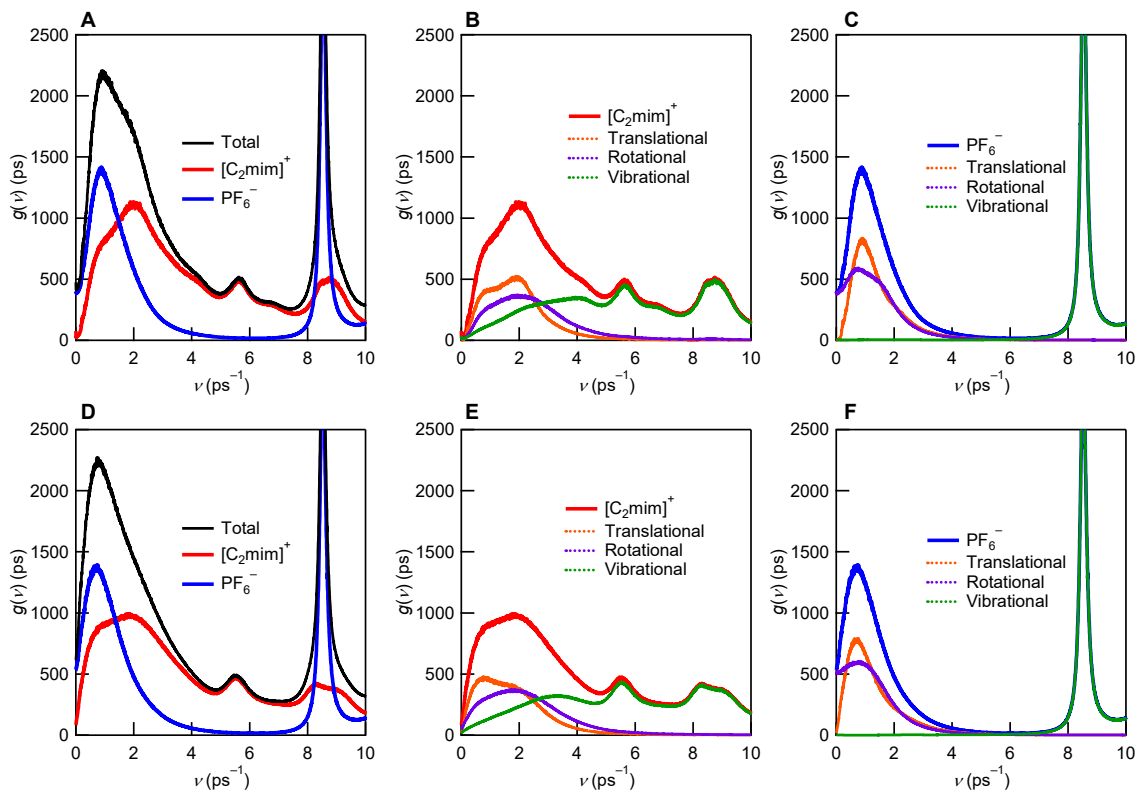 A
2500
2000
1500
1000
500
0
g(ν) (ps)
Total
[C₂mim]⁺
PF₆⁻
0 2 4 6 8 10
ν (ps⁻¹)
B
2500
2000
1500
1000
500
0
g(ν) (ps)
[C₂mim]⁺
Translational
Rotational
Vibrational
0 2 4 6 8 10
ν (ps⁻¹)
C
2500
2000
1500
1000
500
0
g(ν) (ps)
PF₆⁻
Translational
Rotational
Vibrational
0 2 4 6 8 10
ν (ps⁻¹)
D
2500
2000
1500
1000
500
0
g(ν) (ps)
Total
[C₂mim]⁺
PF₆⁻
0 2 4 6 8 10
ν (ps⁻¹)
E
2500
2000
1500
1000
500
0
g(ν) (ps)
[C₂mim]⁺
Translational
Rotational
Vibrational
0 2 4 6 8 10
ν (ps⁻¹)
F
2500
2000
1500
1000
500
0
g(ν) (ps)
PF₆⁻
Translational
Rotational
Vibrational
0 2 4 6 8 10
ν (ps⁻¹)